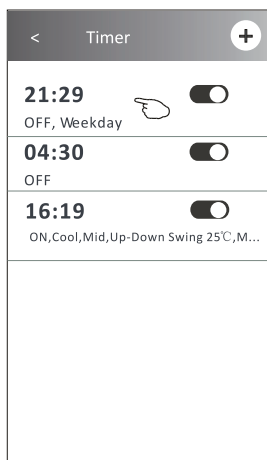 < Timer +
21:29
OFF, Weekday
04:30
OFF
16:19
ON,Cool,Mid,Up-Down Swing 25℃,M...